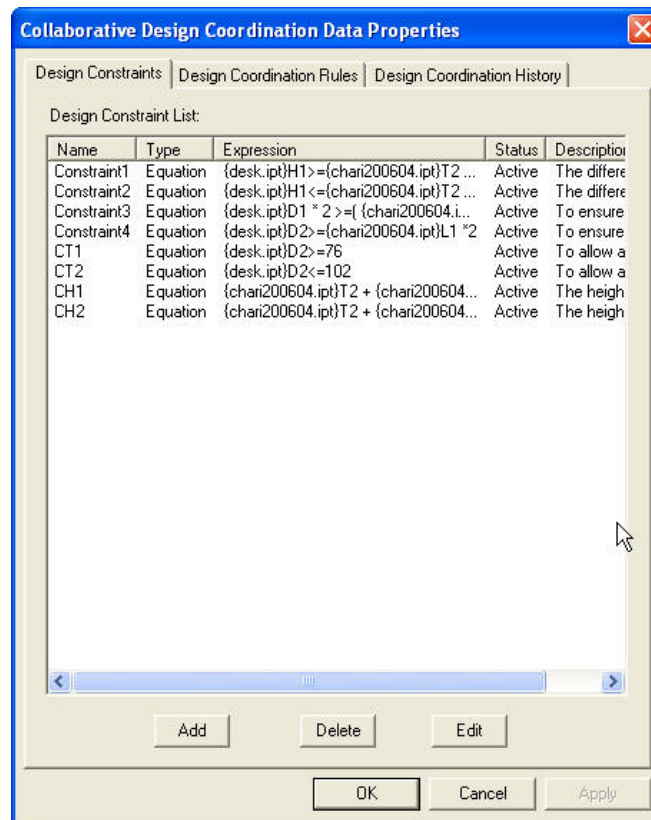 Collaborative Design Coordination Data Properties
Design Constraints Design Coordination Rules Design Coordination History
Design Constraint List:
Name Type Expression Status Description
Constraint1 Equation {desk.ipt}H1>={chari200604.ipt}T2 ... Active The differe
Constraint2 Equation {desk.ipt}H1<={chari200604.ipt}T2 ... Active The differe
Constraint3 Equation {desk.ipt}D1 * 2 >=( {chari200604.i... Active To ensure
Constraint4 Equation {desk.ipt}D2>={chari200604.ipt}L1 *2 Active To ensure
CT1 Equation {desk.ipt}D2>=76 Active To allow a
CT2 Equation {desk.ipt}D2<=102 Active To allow a
CH1 Equation {chari200604.ipt}T2 + {chari200604... Active The heigh
CH2 Equation {chari200604.ipt}T2 + {chari200604... Active The heigh
Add Delete Edit
OK Cancel Apply